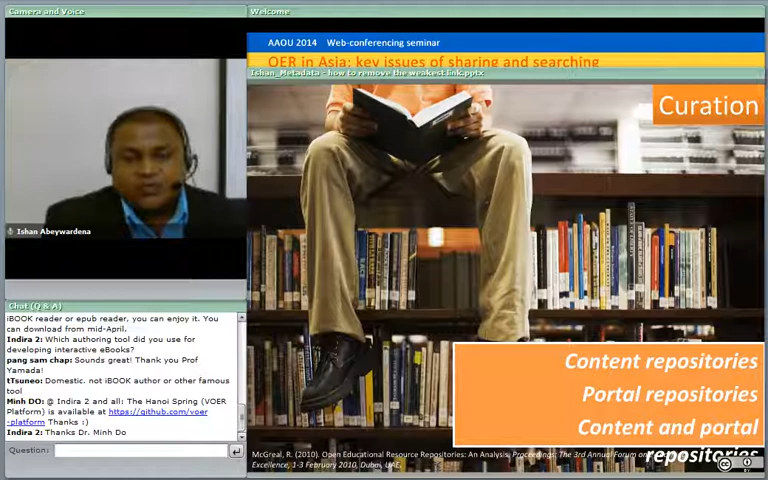 Camera and Voice
Ishan Abeywardena
Chat (Q & A)
iBOOK reader or epub reader, you can enjoy it. You
can download from mid-April.
Indira 2: Which authoring tool did you use for
developing interactive eBooks?
pang sam chap: Sounds great! Thank you Prof
Yamada!
tTsuneo: Domestic. not iBOOK author or other famous
tool
Minh DO: @ Indira 2 and all: The Hanoi Spring (VOER
Platform) is available at https://github.com/voer
-platform Thanks :)
Indira 2: Thanks Dr. Minh Do
Question:
Welcome
AAOU 2014 Web-conferencing seminar
OER in Asia: key issues of sharing and searching
Ishan_Metadata - how to remove the weakest link.pptx
Curation
Content repositories
Portal repositories
Content and portal
repositories
McGreal, R. (2010). Open Educational Resource Repositories: An Analysis. Proceedings: The 3rd Annual Forum on
Excellence, 1-3 February 2010, Dubai, UAE.